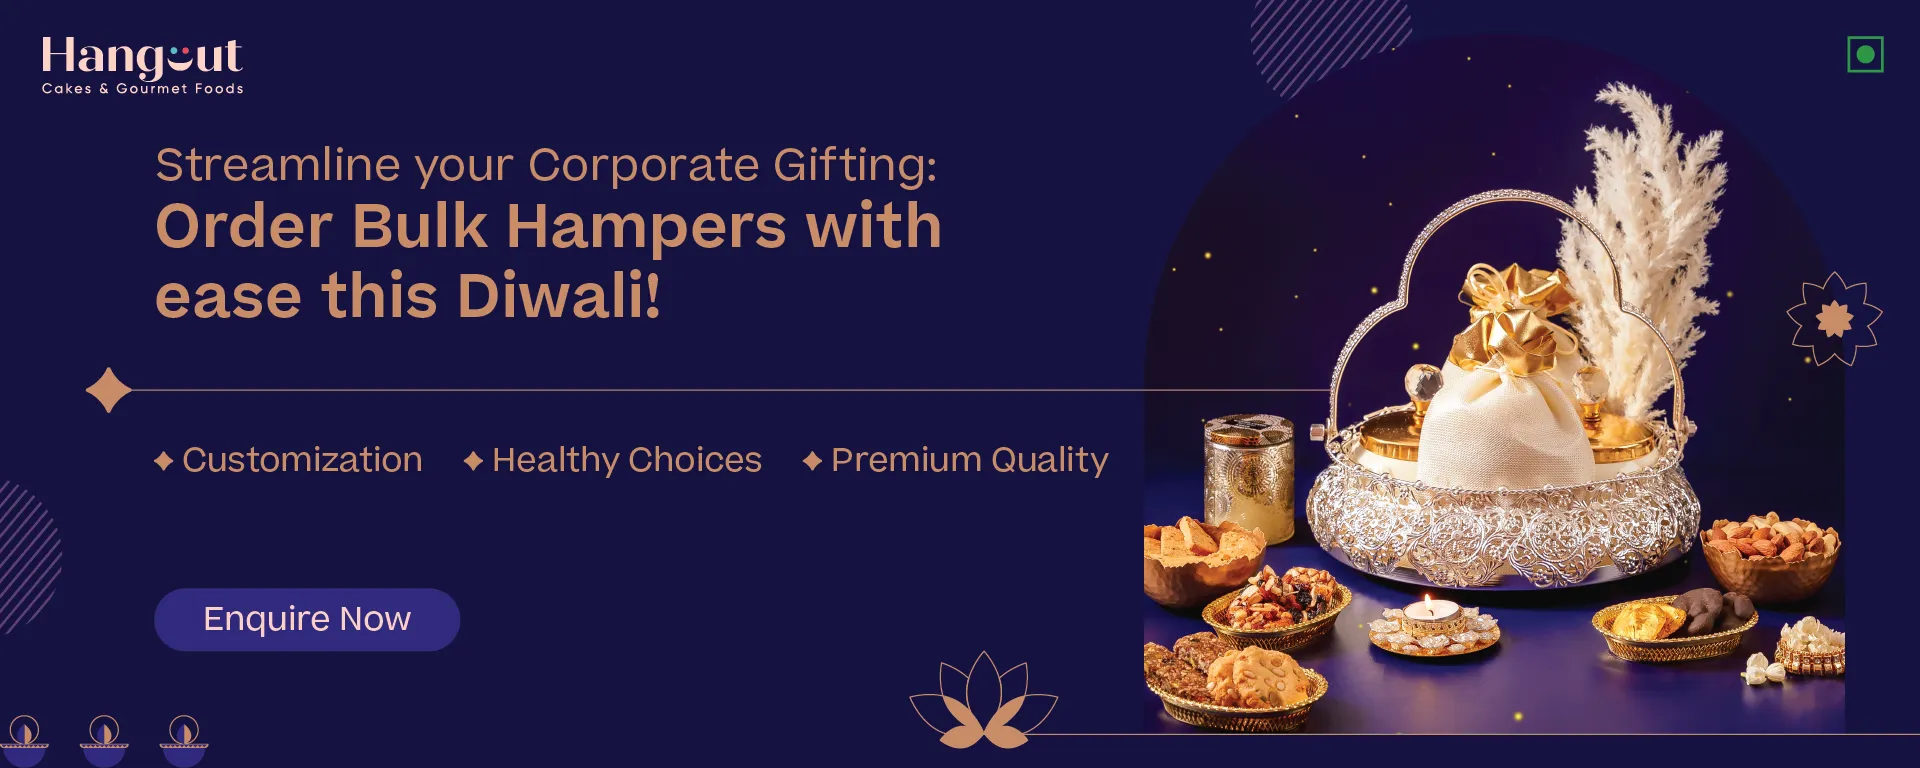 Hangout
Cakes & Gourmet Foods
Streamline your Corporate Gifting:
Order Bulk Hampers with
ease this Diwali!
Customization Healthy Choices Premium Quality
Enquire Now